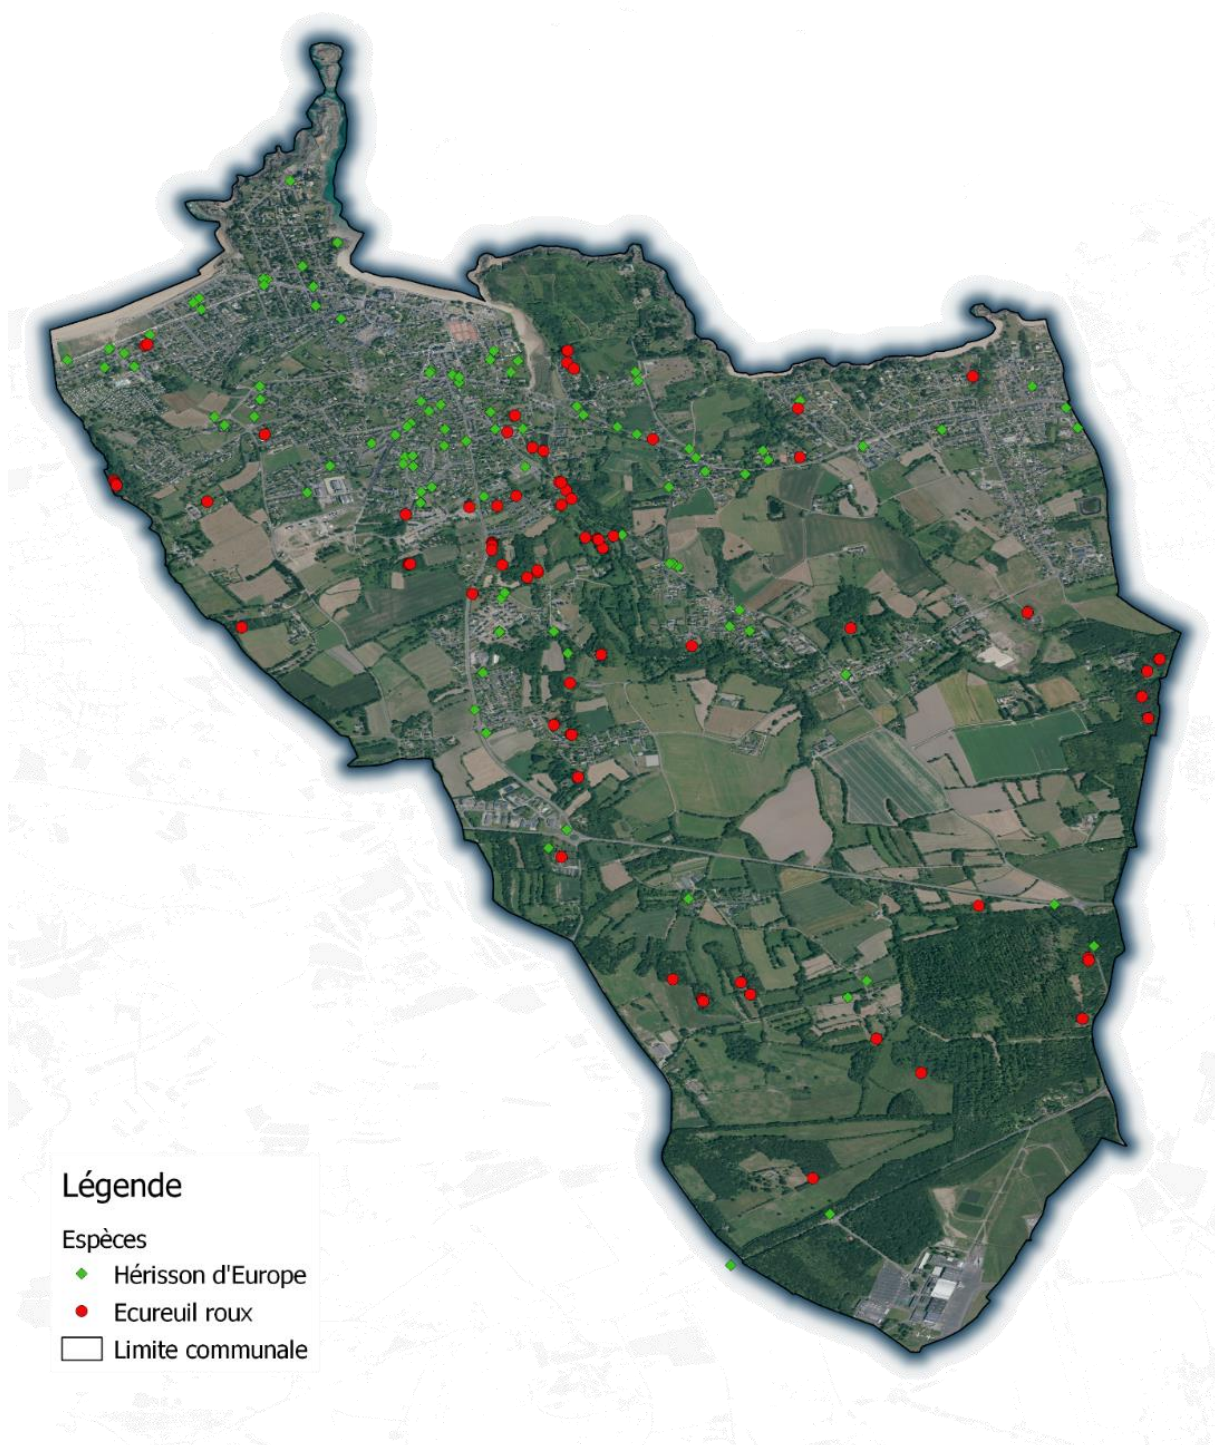 Légende
Espèces
Hérisson d'Europe
Ecureuil roux
Limite communale